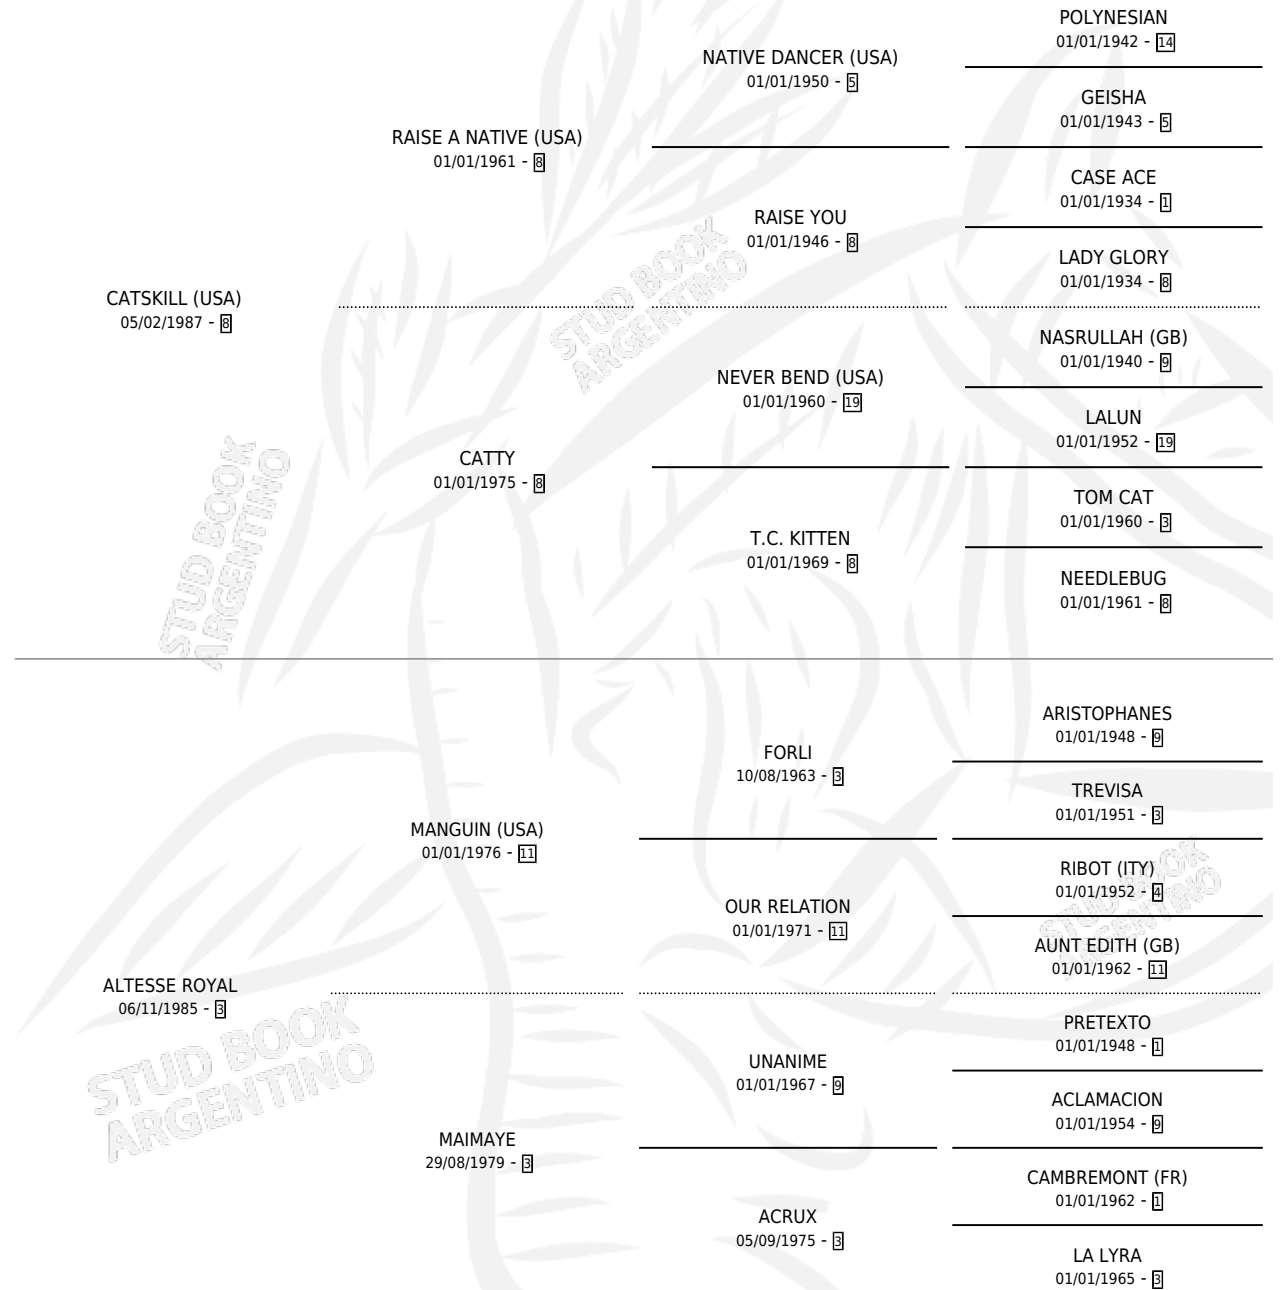 POLYNESIAN
01/01/1942 - 14
NATIVE DANCER (USA)
01/01/1950 - 5
GEISHA
01/01/1943 - 5
RAISE A NATIVE (USA)
01/01/1961 - 8
CASE ACE
01/01/1934 - 1
RAISE YOU
01/01/1946 - 8
LADY GLORY
01/01/1934 - 8
CATSKILL (USA)
05/02/1987 - 8
NASRULLAH (GB)
01/01/1940 - 9
NEVER BEND (USA)
01/01/1960 - 19
LALUN
01/01/1952 - 19
CATTY
01/01/1975 - 8
TOM CAT
01/01/1960 - 3
T.C. KITTEN
01/01/1969 - 8
NEEDLEBUG
01/01/1961 - 8
STUD BOOK
ARGENTINO
STUD BOOK
ARGENTINO
ARISTOPHANES
01/01/1948 - 9
FORLI
10/08/1963 - 3
TREVISA
01/01/1951 - 3
MANGUIN (USA)
01/01/1976 - 11
RIBOT (ITY)
01/01/1952 - 4
OUR RELATION
01/01/1971 - 11
AUNT EDITH (GB)
01/01/1962 - 11
ALTESSE ROYAL
06/11/1985 - 3
PRETEXTO
01/01/1948 - 1
UNANIME
01/01/1967 - 9
ACLAMACION
01/01/1954 - 9
MAIMAYE
29/08/1979 - 3
CAMBREMONT (FR)
01/01/1962 - 1
ACRUX
05/09/1975 - 3
LA LYRA
01/01/1965 - 3
STUD BOOK
ARGENTINO
STUD BOOK
ARGENTINO